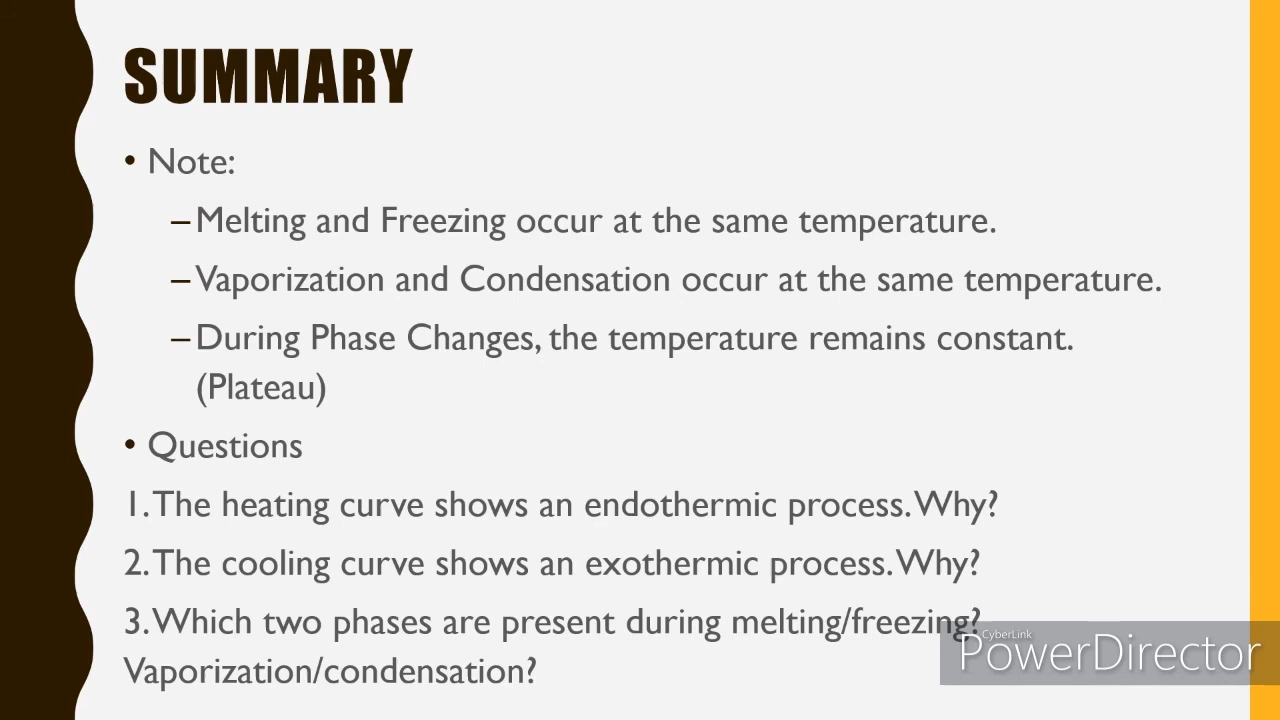 SUMMARY
• Note:
–Melting and Freezing occur at the same temperature.
–Vaporization and Condensation occur at the same temperature.
–During Phase Changes, the temperature remains constant.
(Plateau)
• Questions
1. The heating curve shows an endothermic process. Why?
2. The cooling curve shows an exothermic process. Why?
3. Which two phases are present during melting/freezing?
Vaporization/condensation?
CyberLink
PowerDirector